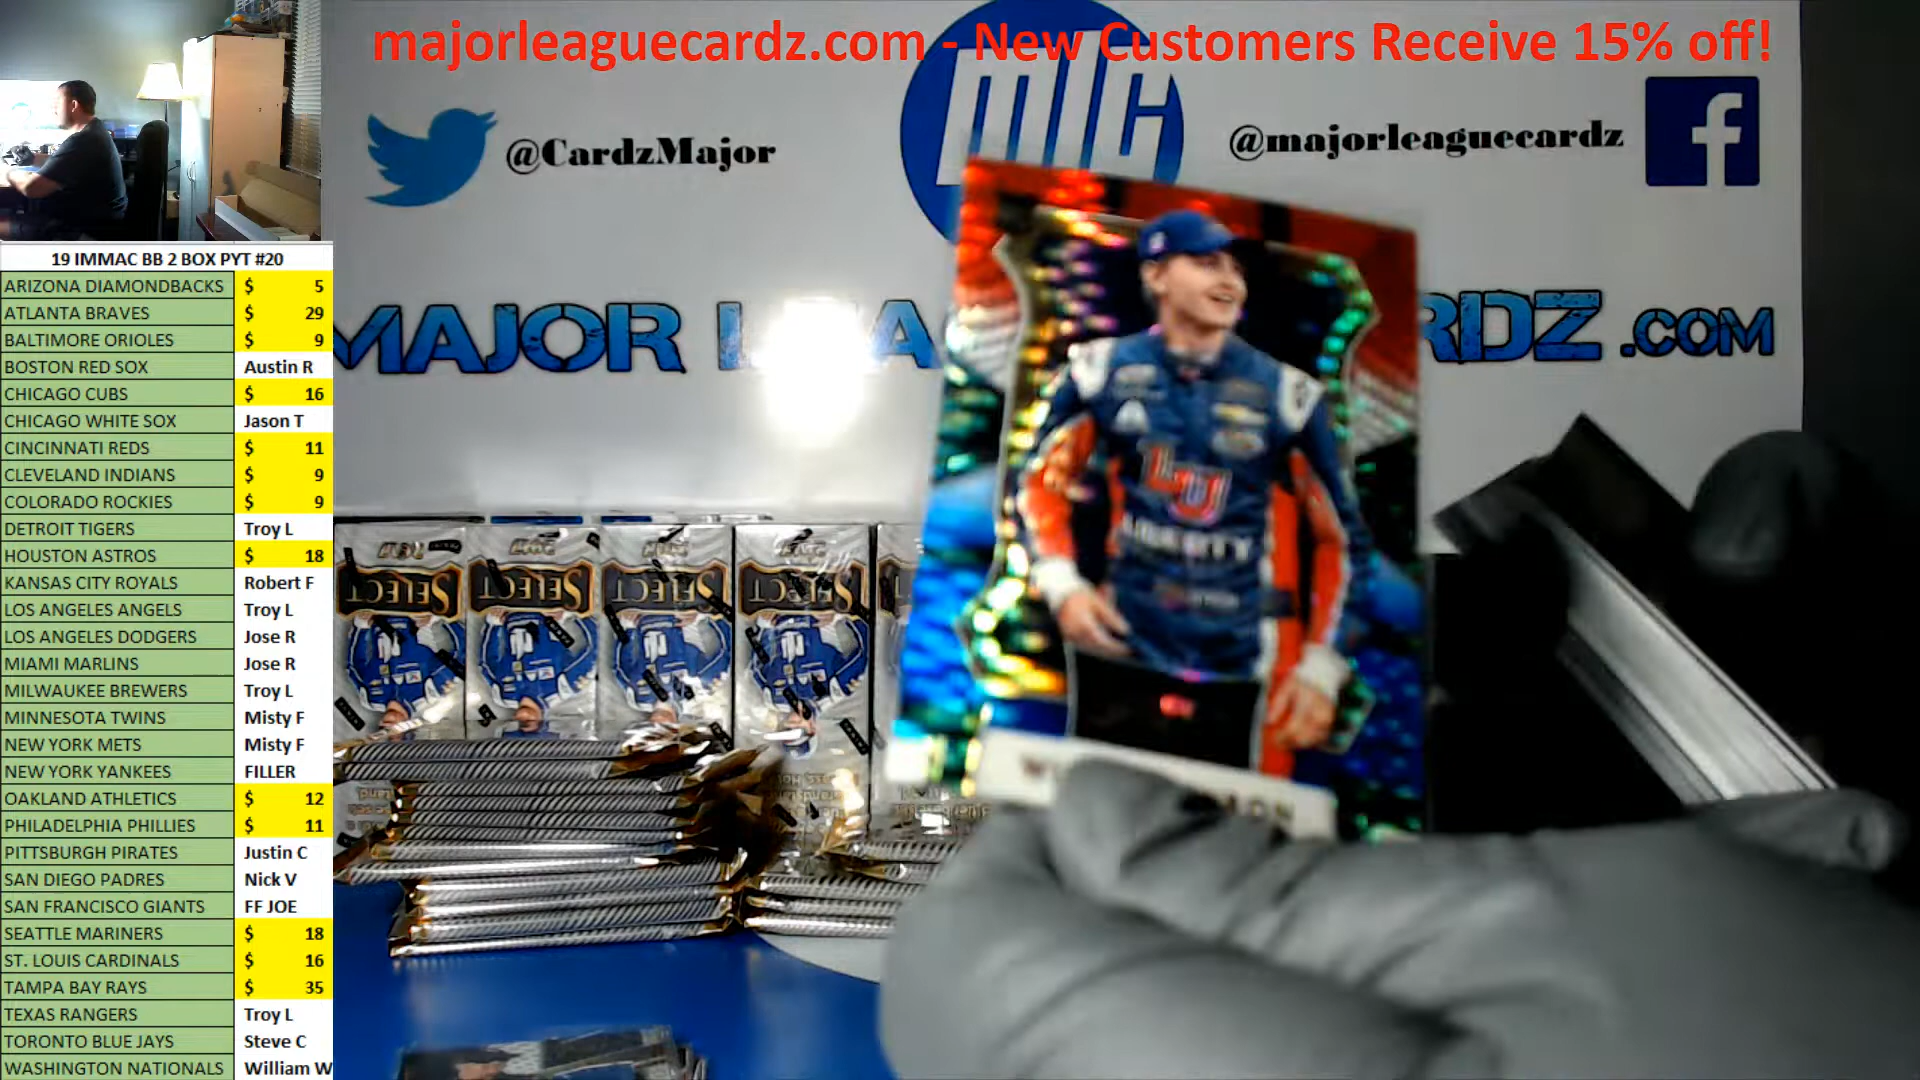 majorleaguecardz.com - New Customers Receive 15% off!
@CardzMajor
@majorleaguecardz
MAJOR
.COM
19 IMMAC BB 2 BOX PYT #20
ARIZONA DIAMONDBACKS $ 5
ATLANTA BRAVES $ 29
BALTIMORE ORIOLES $ 9
BOSTON RED SOX Austin R
CHICAGO CUBS $ 16
CHICAGO WHITE SOX Jason T
CINCINNATI REDS $ 11
CLEVELAND INDIANS $ 9
COLORADO ROCKIES $ 9
DETROIT TIGERS Troy L
HOUSTON ASTROS $ 18
KANSAS CITY ROYALS Robert F
LOS ANGELES ANGELS Troy L
LOS ANGELES DODGERS Jose R
MIAMI MARLINS Jose R
MILWAUKEE BREWERS Troy L
MINNESOTA TWINS Misty F
NEW YORK METS Misty F
NEW YORK YANKEES FILLER
OAKLAND ATHLETICS $ 12
PHILADELPHIA PHILLIES $ 11
PITTSBURGH PIRATES Justin C
SAN DIEGO PADRES Nick V
SAN FRANCISCO GIANTS FF JOE
SEATTLE MARINERS $ 18
ST. LOUIS CARDINALS $ 16
TAMPA BAY RAYS $ 35
TEXAS RANGERS Troy L
TORONTO BLUE JAYS Steve C
WASHINGTON NATIONALS William W
SELECT SELECT SELECT SELECT
LU
LIBERTY